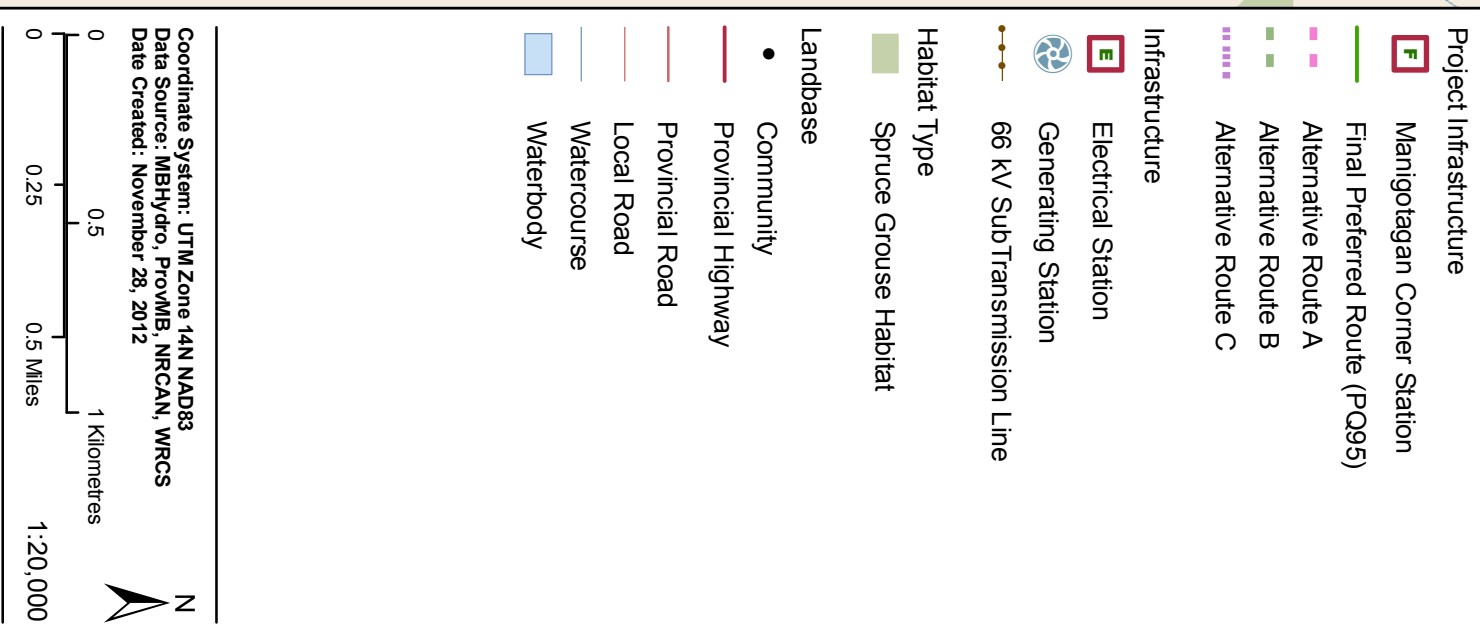 Project Infrastructure
F
Manigotagan Corner Station
Final Preferred Route (PQ95)
Alternative Route A
Alternative Route B
Alternative Route C
Infrastructure
E
Electrical Station
Generating Station
66 kV SubTransmission Line
Habitat Type
Spruce Grouse Habitat
Landbase
Community
Provincial Highway
Provincial Road
Local Road
Watercourse
Waterbody
Coordinate System: UTM Zone 14N NAD83
Data Source: MBHydro, ProvMB, NRCAN, WRCS
Date Created: November 28, 2012
N
0 0.5 1 Kilometres
0 0.25 0.5 Miles
1:20,000